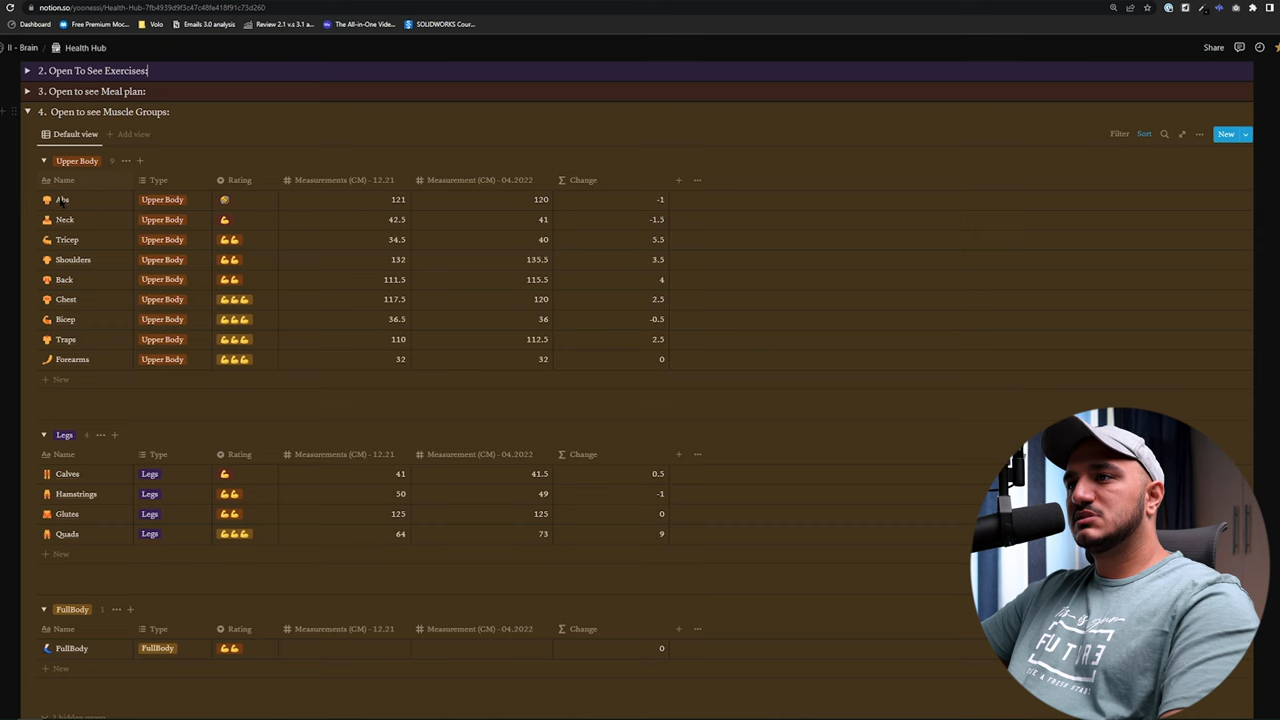 notion.so/yoonessi/Health-Hub-7fb4939d9f3c47c48fe418f91c73d260
Dashboard Free Premium Moc... Volo Emails 3.0 analysis Review 2.1 v.s 3.1 a... The All-in-One Vide... SOLIDWORKS Cour...
II - Brain / Health Hub Share
2. Open To See Exercises:
3. Open to see Meal plan:
4. Open to see Muscle Groups:
Default view + Add view Filter Sort New
Upper Body 9
Aa Name Type Rating Measurements (CM) - 12.21 Measurement (CM) - 04.2022 Change
Abs Upper Body 121 120 -1
Neck Upper Body 42.5 41 -1.5
Tricep Upper Body 34.5 40 5.5
Shoulders Upper Body 132 135.5 3.5
Back Upper Body 111.5 115.5 4
Chest Upper Body 117.5 120 2.5
Bicep Upper Body 36.5 36 -0.5
Traps Upper Body 110 112.5 2.5
Forearms Upper Body 32 32 0
+ New
Legs 4
Aa Name Type Rating Measurements (CM) - 12.21 Measurement (CM) - 04.2022 Change
Calves Legs 41 41.5 0.5
Hamstrings Legs 50 49 -1
Glutes Legs 125 125 0
Quads Legs 64 73 9
+ New
FullBody 1
Aa Name Type Rating Measurements (CM) - 12.21 Measurement (CM) - 04.2022 Change
FullBody FullBody 0
+ New
1 hidden group
FUTURE